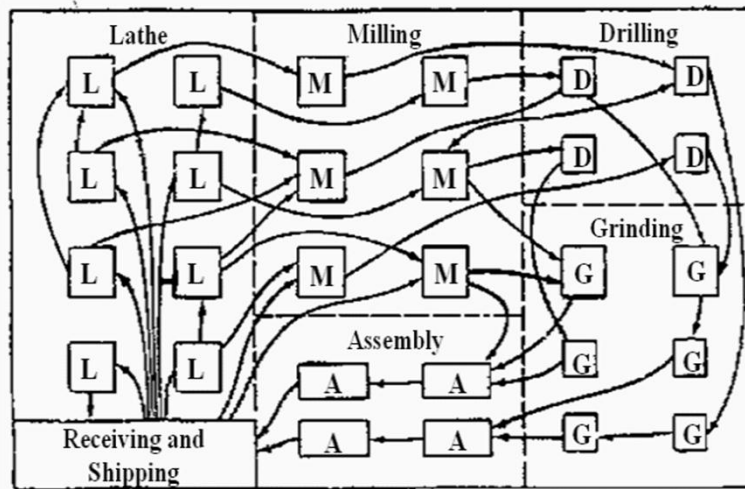 Lathe Milling Drilling
L L M M D D
L L M M D D
Grinding
L L M M G G
Assembly
L L A A G G
Receiving and
Shipping
A A G G